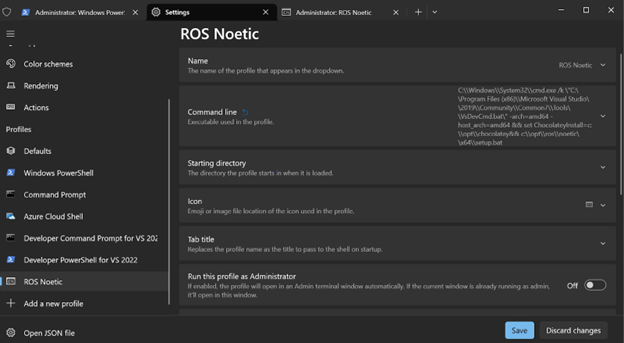 Administrator: Windows Power
Settings
Administrator: ROS Noetic
Color schemes
Rendering
Actions
Profiles
Defaults
Windows PowerShell
Command Prompt
Azure Cloud Shell
Developer Command Prompt for VS 202
Developer PowerShell for VS 2022
ROS Noetic
Add a new profile
Open JSON file
ROS Noetic
Name
The name of the profile that appears in the dropdown.
ROS Noetic
Command line
Executable used in the profile.
C:\\Windows\\System32\\cmd.exe /k \"C:\
\Program Files (x86)\\Microsoft Visual Studio\
\2019\\Community\\Common7\\Tools\
\VsDevCmd.bat\" -arch=amd64 -
host_arch=amd64 && set ChocolateyInstall=c:
\\opt\\chocolatey&& c:\\opt\\ros\\noetic\
\x64\\setup.bat
Starting directory
The directory the profile starts in when it is loaded.
Icon
Emoji or image file location of the icon used in the profile.
Tab title
Replaces the profile name as the title to pass to the shell on startup.
Run this profile as Administrator
If enabled, the profile will open in an Admin terminal window automatically. If the current window is already running as admin,
it'll open in this window.
Off
Save
Discard changes